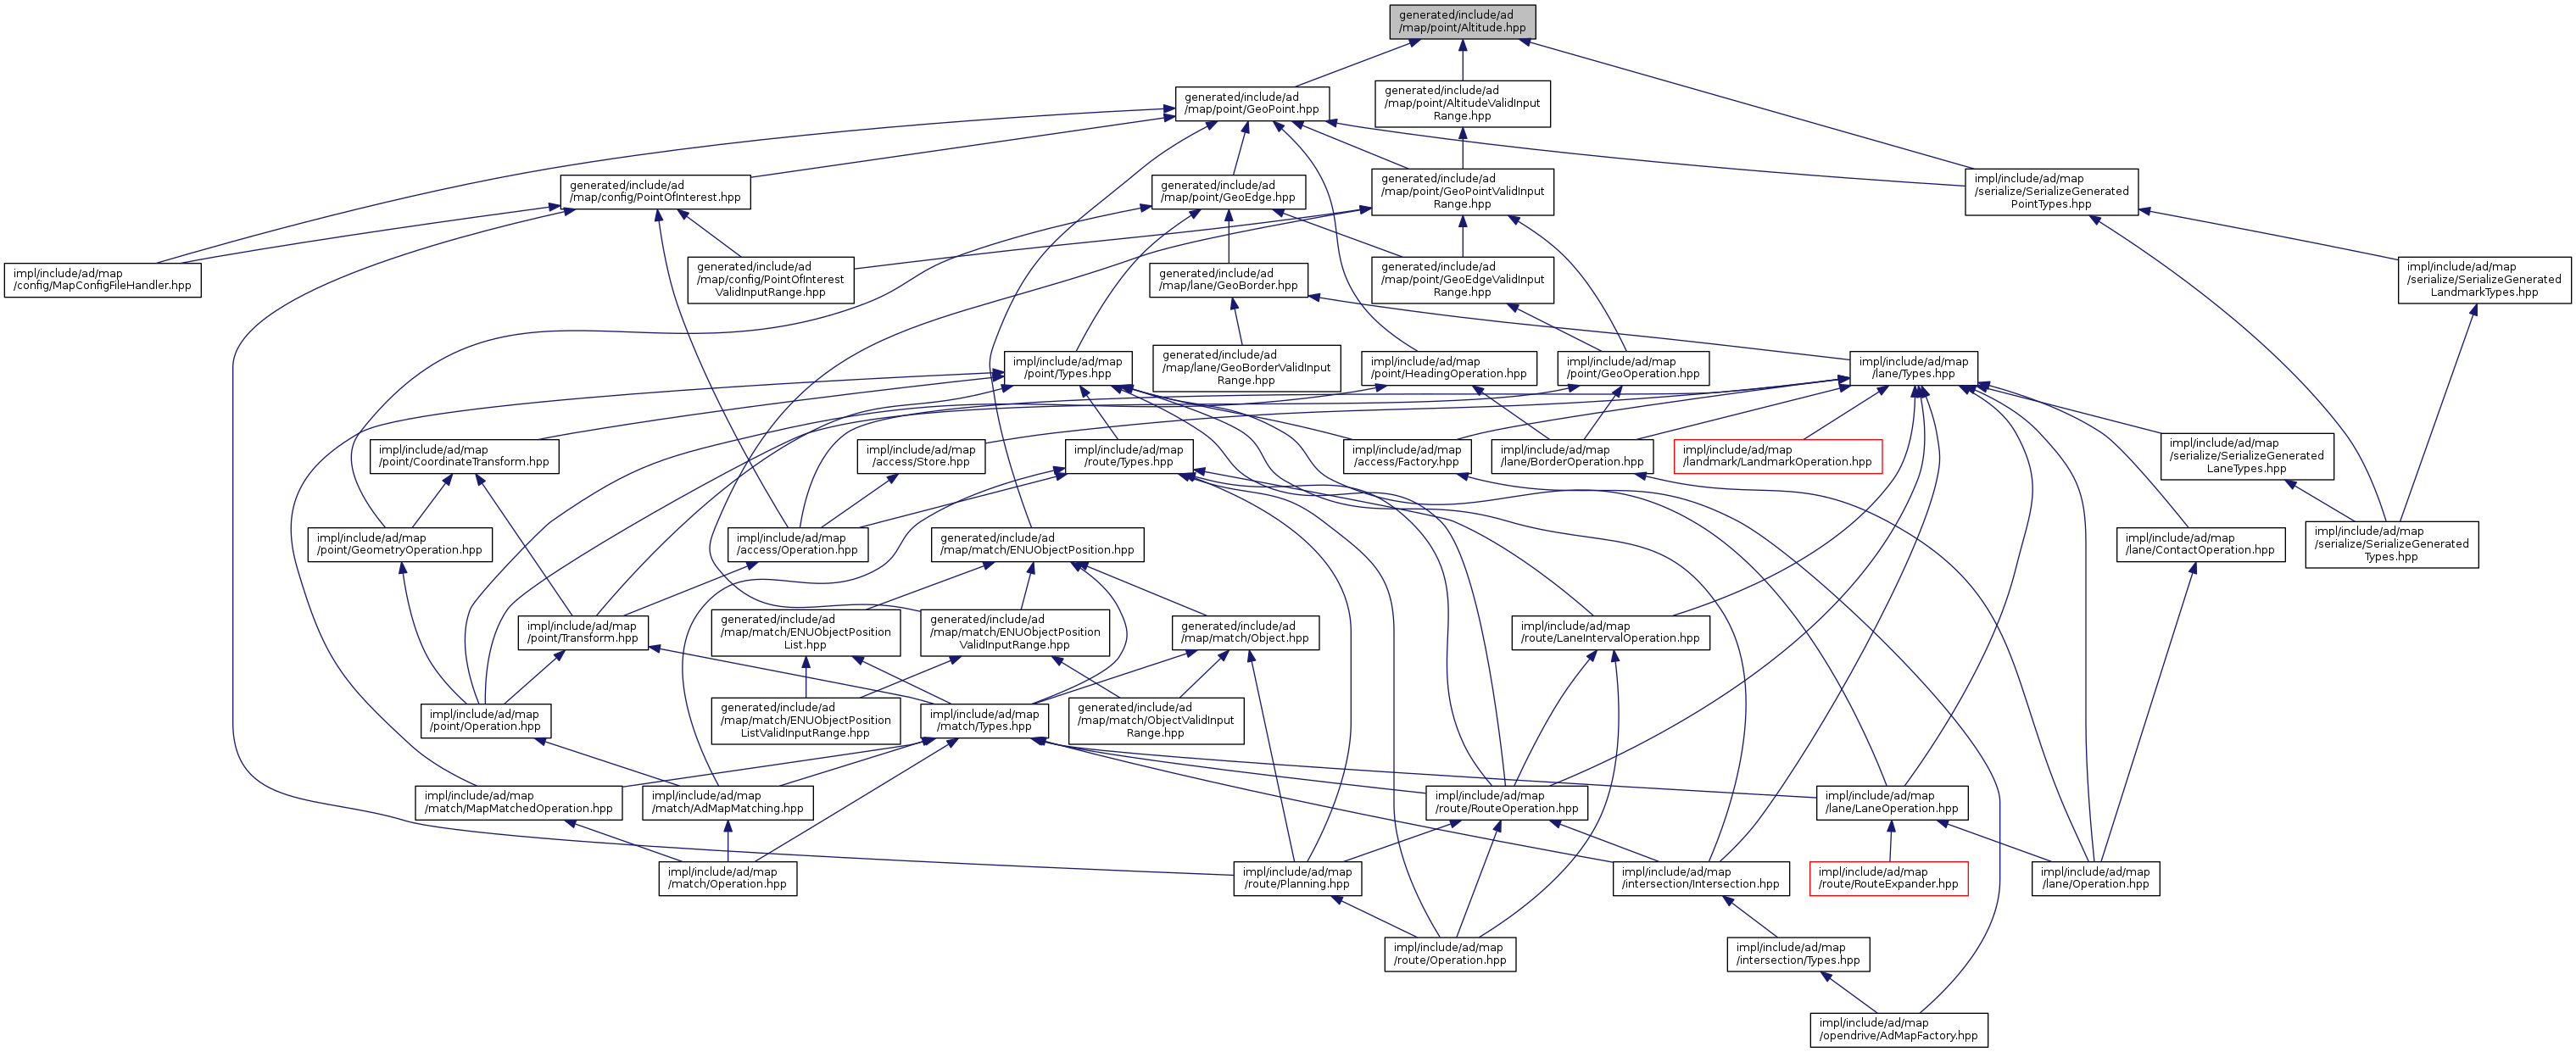 generated/include/ad
/map/point/Altitude.hpp
generated/include/ad
/map/point/GeoPoint.hpp
generated/include/ad
/map/point/AltitudeValidInput
Range.hpp
generated/include/ad
/map/config/PointOfInterest.hpp
generated/include/ad
/map/point/GeoEdge.hpp
generated/include/ad
/map/point/GeoPointValidInput
Range.hpp
impl/include/ad/map
/serialize/SerializeGenerated
PointTypes.hpp
impl/include/ad/map
/config/MapConfigFileHandler.hpp
generated/include/ad
/map/config/PointOfInterest
ValidInputRange.hpp
generated/include/ad
/map/lane/GeoBorder.hpp
generated/include/ad
/map/point/GeoEdgeValidInput
Range.hpp
impl/include/ad/map
/serialize/SerializeGenerated
LandmarkTypes.hpp
impl/include/ad/map
/point/Types.hpp
generated/include/ad
/map/lane/GeoBorderValidInput
Range.hpp
impl/include/ad/map
/point/HeadingOperation.hpp
impl/include/ad/map
/point/GeoOperation.hpp
impl/include/ad/map
/lane/Types.hpp
impl/include/ad/map
/point/CoordinateTransform.hpp
impl/include/ad/map
/access/Store.hpp
impl/include/ad/map
/route/Types.hpp
impl/include/ad/map
/access/Factory.hpp
impl/include/ad/map
/lane/BorderOperation.hpp
impl/include/ad/map
/landmark/LandmarkOperation.hpp
impl/include/ad/map
/serialize/SerializeGenerated
LaneTypes.hpp
impl/include/ad/map
/point/GeometryOperation.hpp
impl/include/ad/map
/access/Operation.hpp
generated/include/ad
/map/match/ENUObjectPosition.hpp
impl/include/ad/map
/lane/ContactOperation.hpp
impl/include/ad/map
/serialize/SerializeGenerated
Types.hpp
impl/include/ad/map
/point/Transform.hpp
generated/include/ad
/map/match/ENUObjectPosition
List.hpp
generated/include/ad
/map/match/ENUObjectPosition
ValidInputRange.hpp
generated/include/ad
/map/match/Object.hpp
impl/include/ad/map
/route/LaneIntervalOperation.hpp
impl/include/ad/map
/point/Operation.hpp
generated/include/ad
/map/match/ENUObjectPosition
ListValidInputRange.hpp
impl/include/ad/map
/match/Types.hpp
generated/include/ad
/map/match/ObjectValidInput
Range.hpp
impl/include/ad/map
/match/MapMatchedOperation.hpp
impl/include/ad/map
/match/AdMapMatching.hpp
impl/include/ad/map
/route/RouteOperation.hpp
impl/include/ad/map
/lane/LaneOperation.hpp
impl/include/ad/map
/match/Operation.hpp
impl/include/ad/map
/route/Planning.hpp
impl/include/ad/map
/intersection/Intersection.hpp
impl/include/ad/map
/route/RouteExpander.hpp
impl/include/ad/map
/lane/Operation.hpp
impl/include/ad/map
/route/Operation.hpp
impl/include/ad/map
/intersection/Types.hpp
impl/include/ad/map
/opendrive/AdMapFactory.hpp